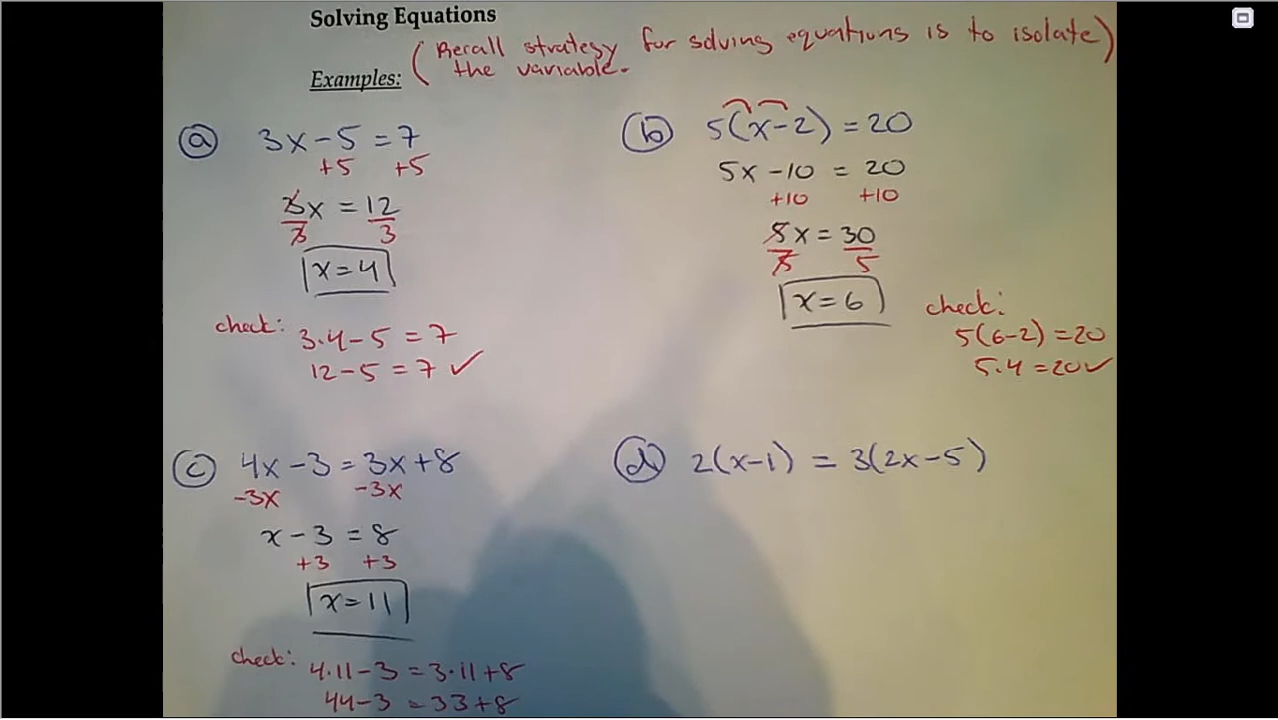 Solving Equations
(Recall strategy for solving equations is to isolate
the variable.)
Examples:
a 3x - 5 = 7
+5 +5
3x = 12
3 3
x = 4
check: 3·4 - 5 = 7
12 - 5 = 7 ✓
b 5(x - 2) = 20
5x - 10 = 20
+10 +10
5x = 30
5 5
x = 6
check:
5(6-2) = 20
5·4 = 20 ✓
c 4x - 3 = 3x + 8
-3x -3x
x - 3 = 8
+3 +3
x = 11
check: 4·11 - 3 = 3·11 + 8
44 - 3 = 33 + 8
d 2(x-1) = 3(2x-5)